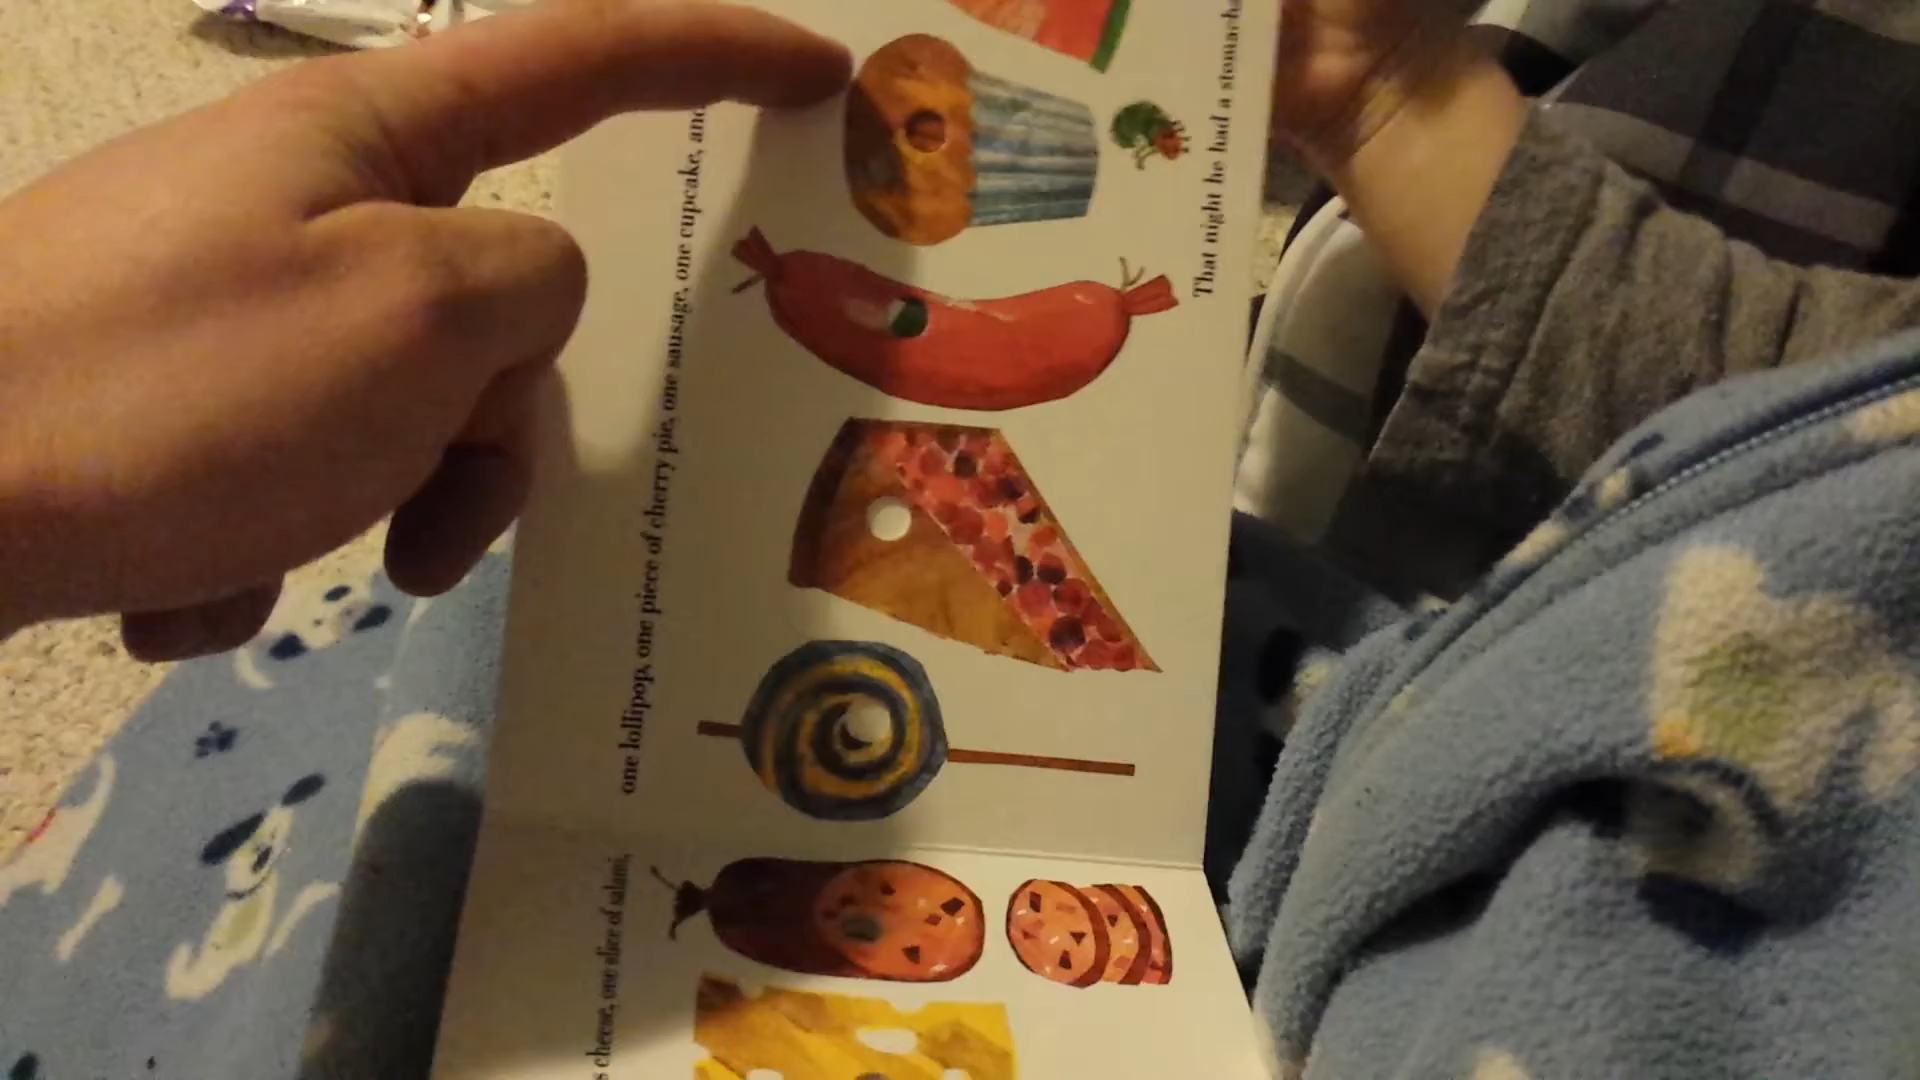 cheese, one slice of salami,
one lollipop, one piece of cherry pie, one sausage, one cupcake, and
That night he had a